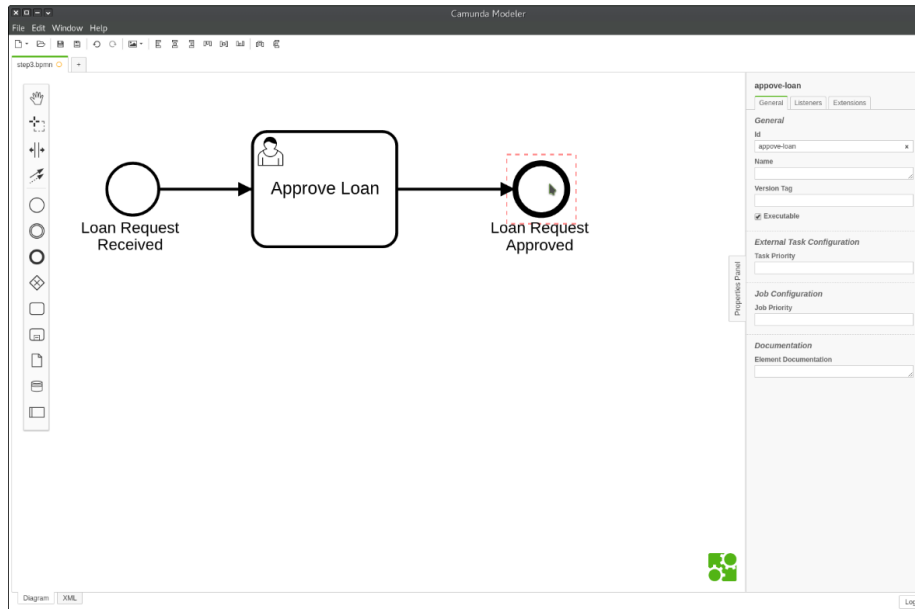 Camunda Modeler
File Edit Window Help
step3.bpmn
+
Loan Request
Received
Approve Loan
Loan Request
Approved
Properties Panel
appove-loan
General Listeners Extensions
General
Id
appove-loan
Name
Version Tag
Executable
External Task Configuration
Task Priority
Job Configuration
Job Priority
Documentation
Element Documentation
Diagram XML
Log